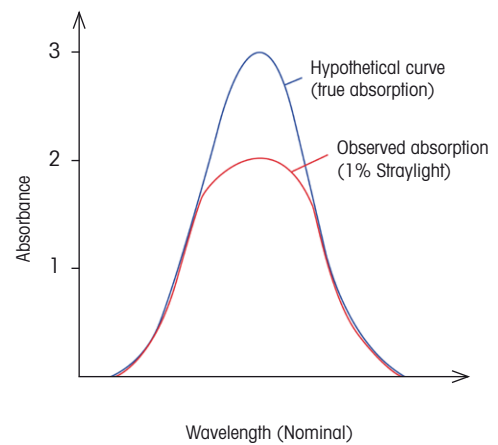 3
Hypothetical curve
(true absorption)
Observed absorption
(1% Straylight)
2
Absorbance
1
Wavelength (Nominal)